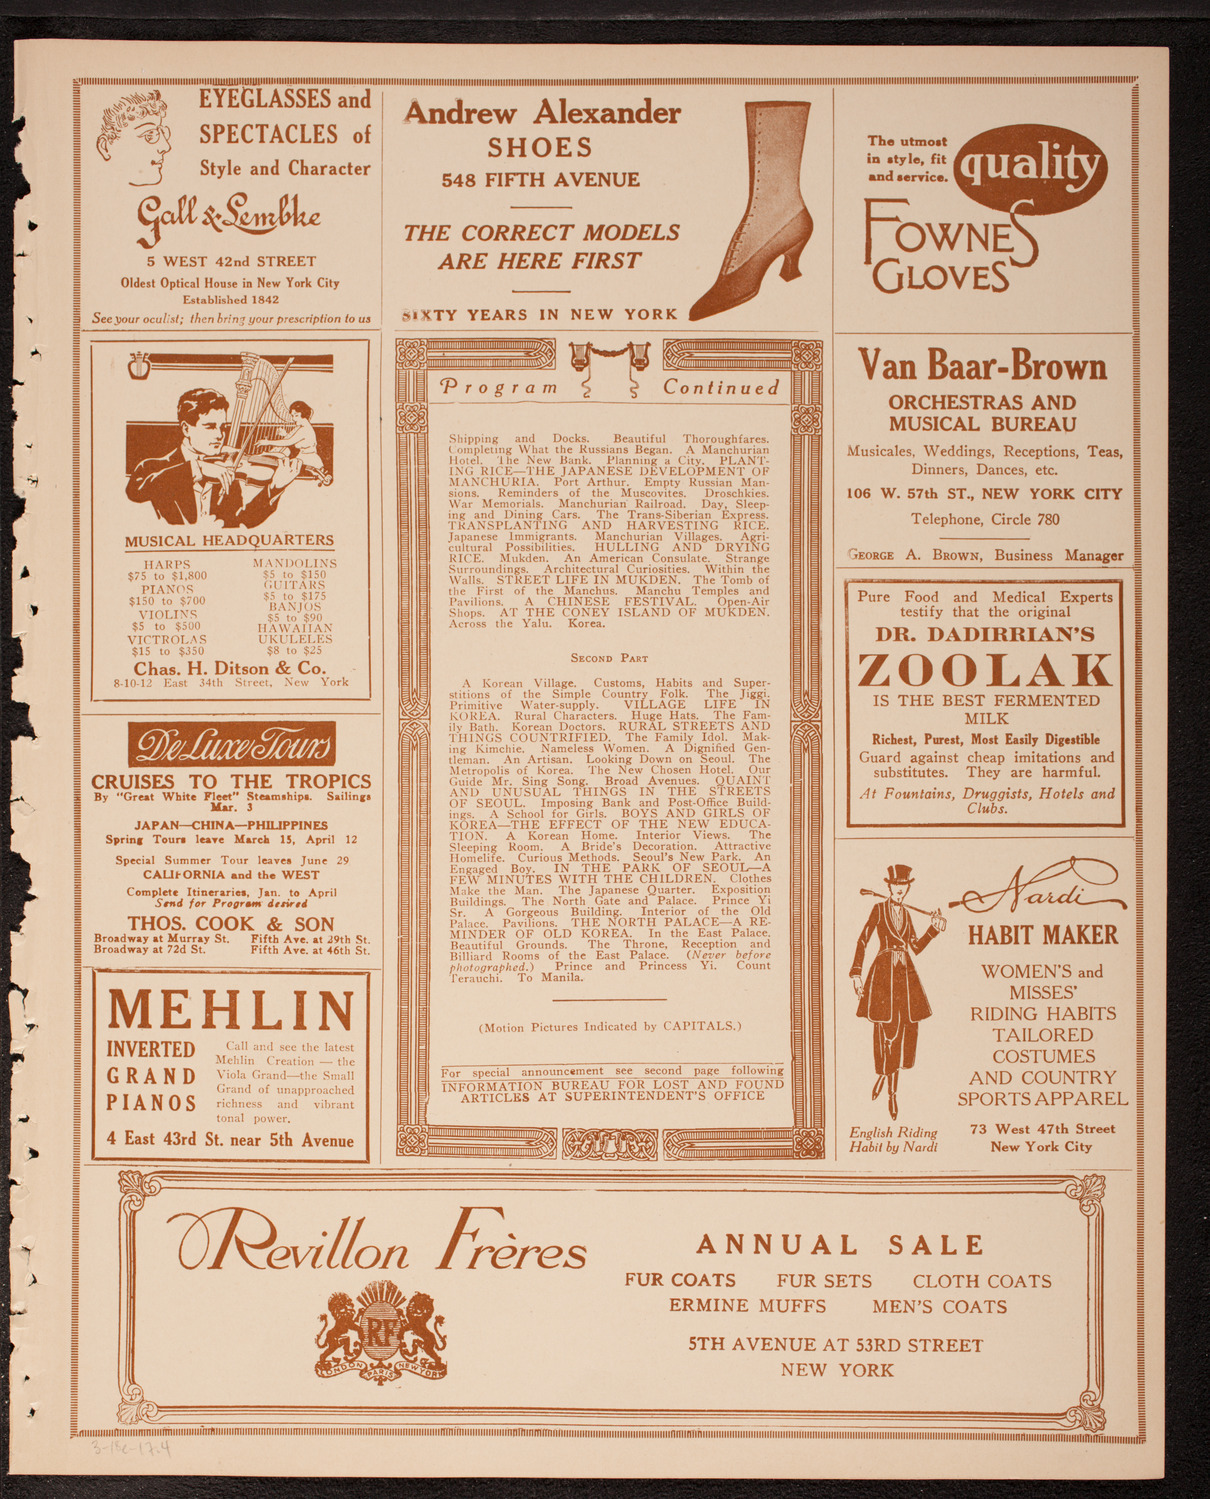 EYEGLASSES and
SPECTACLES of
Style and Character
Gall & Lembke
5 WEST 42nd STREET
Oldest Optical House in New York City
Established 1842
See your oculist; then bring your prescription to us
Andrew Alexander
SHOES
548 FIFTH AVENUE
THE CORRECT MODELS
ARE HERE FIRST
SIXTY YEARS IN NEW YORK
The utmost
in style, fit
and service.
quality
FOWNES
GLOVES
MUSICAL HEADQUARTERS
HARPS
$75 to $1,800
PIANOS
$150 to $700
VIOLINS
$5 to $500
VICTROLAS
$15 to $350
MANDOLINS
$5 to $150
GUITARS
$5 to $175
BANJOS
$5 to $90
HAWAIIAN
UKULELES
$8 to $25
Chas. H. Ditson & Co.
8-10-12 East 34th Street, New York
De Luxe Tours
CRUISES TO THE TROPICS
By "Great White Fleet" Steamships. Sailings
Mar. 3
JAPAN—CHINA—PHILIPPINES
Spring Tours leave March 15, April 12
Special Summer Tour leaves June 29
CALIFORNIA and the WEST
Complete Itineraries, Jan. to April
Send for Program desired
THOS. COOK & SON
Broadway at Murray St. Fifth Ave. at 29th St.
Broadway at 72d St. Fifth Ave. at 46th St.
MEHLIN
INVERTED
GRAND
PIANOS
Call and see the latest
Mehlin Creation — the
Viola Grand—the Small
Grand of unapproached
richness and vibrant
tonal power.
4 East 43rd St. near 5th Avenue
Program Continued
Shipping and Docks. Beautiful Thoroughfares.
Completing What the Russians Began. A Manchurian
Hotel. The New Bank. Planning a City. PLANT-
ING RICE—THE JAPANESE DEVELOPMENT OF
MANCHURIA. Port Arthur. Empty Russian Man-
sions. Reminders of the Muscovites. Droschkies.
War Memorials. Manchurian Railroad. Day, Sleep-
ing and Dining Cars. The Trans-Siberian Express.
TRANSPLANTING AND HARVESTING RICE.
Japanese Immigrants. Manchurian Villages. Agri-
cultural Possibilities. HULLING AND DRYING
RICE. Mukden. An American Consulate. Strange
Surroundings. Architectural Curiosities. Within the
Walls. STREET LIFE IN MUKDEN. The Tomb of
the First of the Manchus. Manchu Temples and
Pavilions. A CHINESE FESTIVAL. Open-Air
Shops. AT THE CONEY ISLAND OF MUKDEN.
Across the Yalu. Korea.
SECOND PART
A Korean Village. Customs, Habits and Super-
stitions of the Simple Country Folk. The Jiggi.
Primitive Water-supply. VILLAGE LIFE IN
KOREA. Rural Characters. Huge Hats. The Fam-
ily Bath. Korean Doctors. RURAL STREETS AND
THINGS COUNTRIFIED. The Family Idol. Mak-
ing Kimchie. Nameless Women. A Dignified Gen-
tleman. An Artisan. Looking Down on Seoul. The
Metropolis of Korea. The New Chosen Hotel. Our
Guide Mr. Sing Song. Broad Avenues. QUAINT
AND UNUSUAL THINGS IN THE STREETS
OF SEOUL. Imposing Bank and Post-Office Build-
ings. A School for Girls. BOYS AND GIRLS OF
KOREA—THE EFFECT OF THE NEW EDUCA-
TION. A Korean Home. Interior Views. The
Sleeping Room. A Bride's Decoration. Attractive
Homelife. Curious Methods. Seoul's New Park. An
Engaged Boy. IN THE PARK OF SEOUL—A
FEW MINUTES WITH THE CHILDREN. Clothes
Make the Man. The Japanese Quarter. Exposition
Buildings. The North Gate and Palace. Prince Yi
Sr. A Gorgeous Building. Interior of the Old
Palace. Pavilions. THE NORTH PALACE—A RE-
MINDER OF OLD KOREA. In the East Palace.
Beautiful Grounds. The Throne, Reception and
Billiard Rooms of the East Palace. (Never before
photographed.) Prince and Princess Yi. Count
Terauchi. To Manila.
(Motion Pictures Indicated by CAPITALS.)
For special announcement see second page following
INFORMATION BUREAU FOR LOST AND FOUND
ARTICLES AT SUPERINTENDENT'S OFFICE
Van Baar-Brown
ORCHESTRAS AND
MUSICAL BUREAU
Musicales, Weddings, Receptions, Teas,
Dinners, Dances, etc.
106 W. 57th ST., NEW YORK CITY
Telephone, Circle 780
GEORGE A. BROWN, Business Manager
Pure Food and Medical Experts
testify that the original
DR. DADIRRIAN'S
ZOOLAK
IS THE BEST FERMENTED
MILK
Richest, Purest, Most Easily Digestible
Guard against cheap imitations and
substitutes. They are harmful.
At Fountains, Druggists, Hotels and
Clubs.
Nardi
HABIT MAKER
WOMEN'S and
MISSES'
RIDING HABITS
TAILORED
COSTUMES
AND COUNTRY
SPORTS APPAREL
English Riding
Habit by Nardi
73 West 47th Street
New York City
Revillon Frères
RF
LONDON PARIS NEW YORK
ANNUAL SALE
FUR COATS FUR SETS CLOTH COATS
ERMINE MUFFS MEN'S COATS
5TH AVENUE AT 53RD STREET
NEW YORK